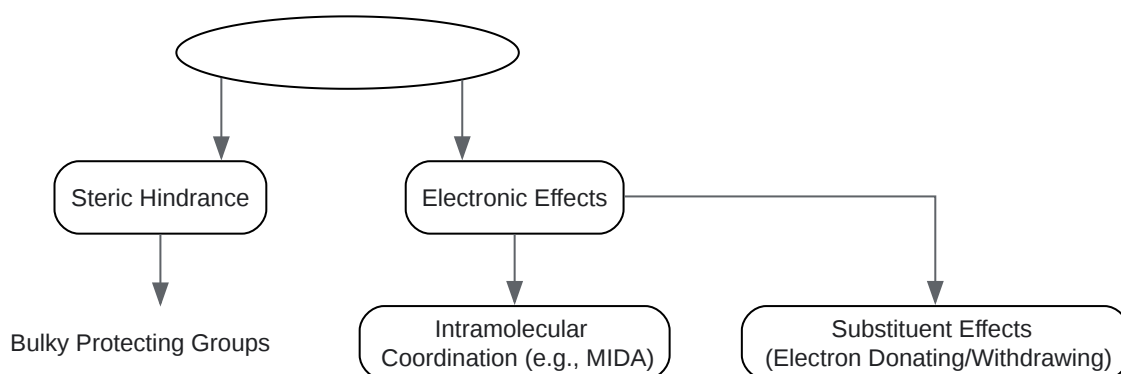 Steric Hindrance
Electronic Effects
Bulky Protecting Groups
Intramolecular
Coordination (e.g., MIDA)
Substituent Effects
(Electron Donating/Withdrawing)